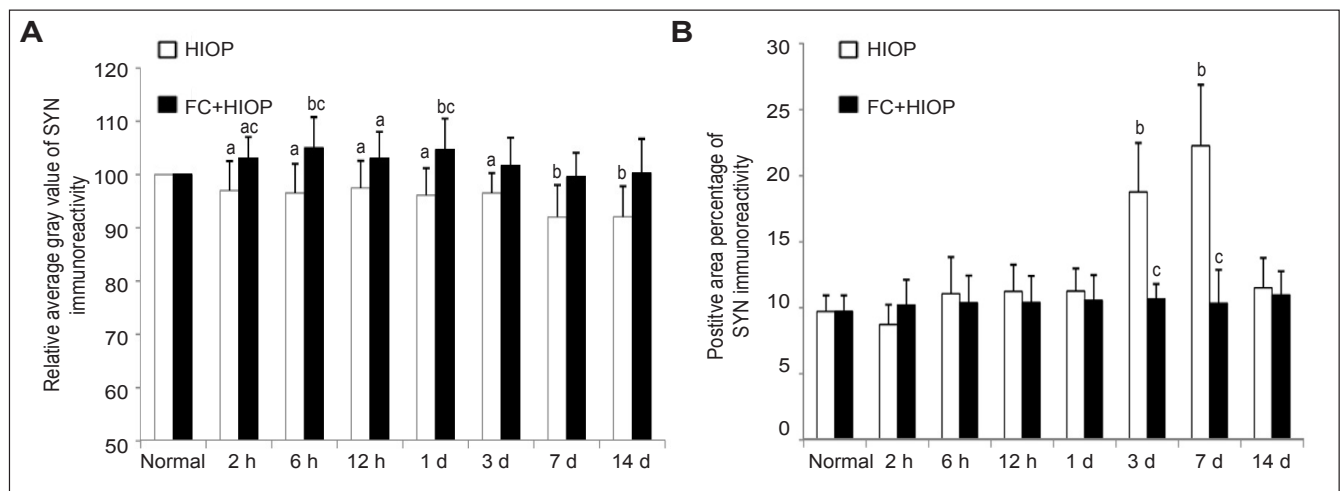 A
HIOP
FC+HIOP
Relative average gray value of SYN
immunoreactivity
120
110
100
90
80
70
60
50
a
ac
a
bc
a
a
a
bc
a
b
b
Normal 2 h 6 h 12 h 1 d 3 d 7 d 14 d
B
HIOP
FC+HIOP
Postitve area percentage of
SYN immunoreactivity
30
25
20
15
10
5
0
b
c
b
c
Normal 2 h 6 h 12 h 1 d 3 d 7 d 14 d